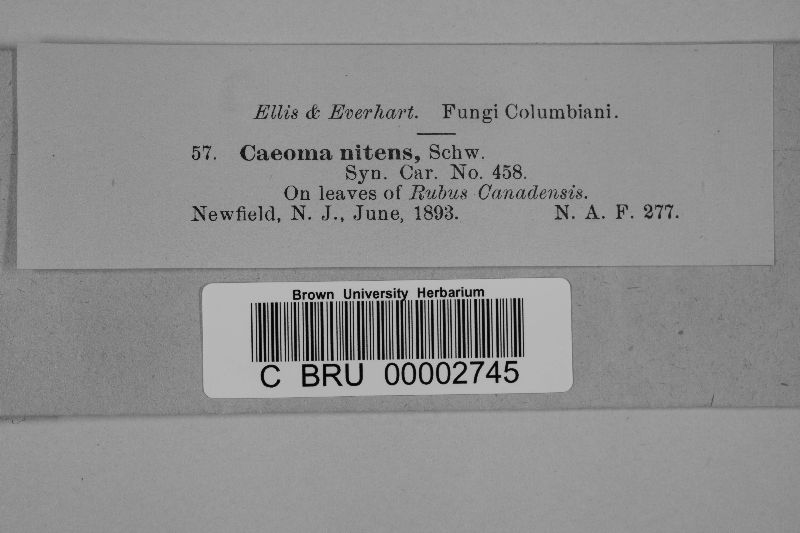 Ellis & Everhart. Fungi Columbiani.
57. Caeoma nitens, Schw.
Syn. Car. No. 458.
On leaves of Rubus Canadensis.
Newfield, N. J., June, 1893. N. A. F. 277.
Brown University Herbarium
C BRU 00002745